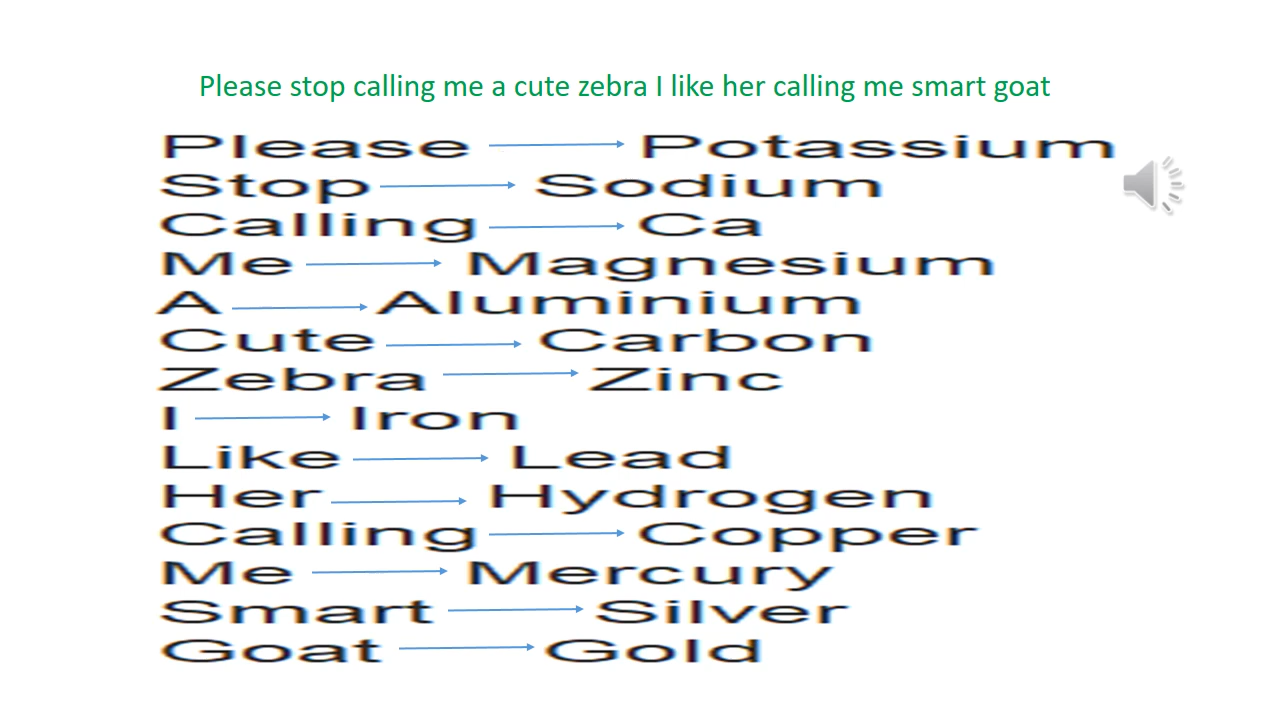 Please stop calling me a cute zebra I like her calling me smart goat
Please → Potassium
Stop → Sodium
Calling → Ca
Me → Magnesium
A → Aluminium
Cute → Carbon
Zebra → Zinc
I → Iron
Like → Lead
Her → Hydrogen
Calling → Copper
Me → Mercury
Smart → Silver
Goat → Gold